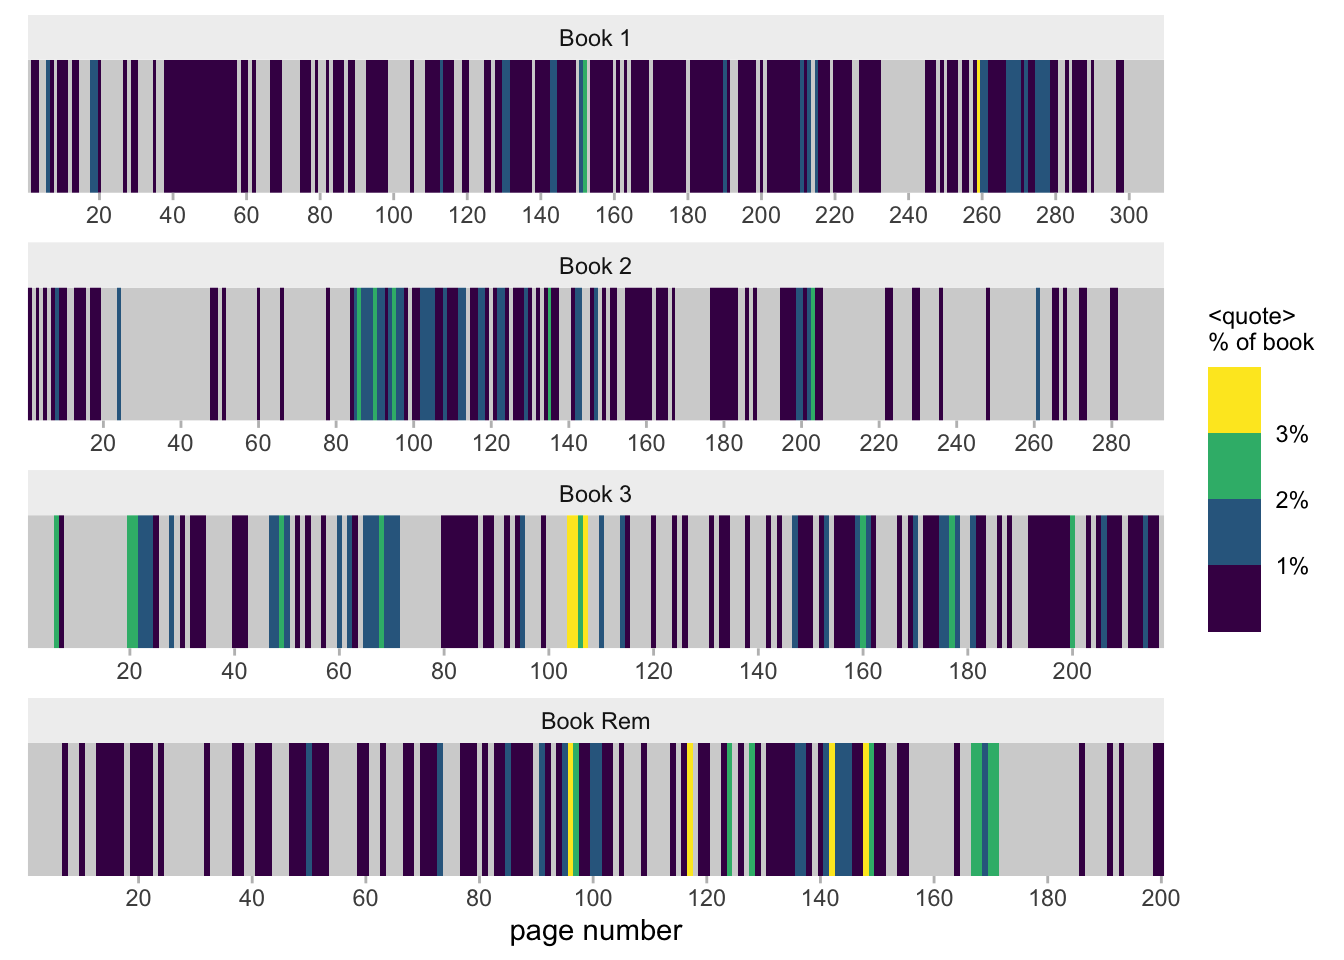 Book 1
20 40 60 80 100 120 140 160 180 200 220 240 260 280 300
Book 2
20 40 60 80 100 120 140 160 180 200 220 240 260 280
<quote>
% of book
3%
2%
1%
Book 3
20 40 60 80 100 120 140 160 180 200
Book Rem
20 40 60 80 100 120 140 160 180 200
page number